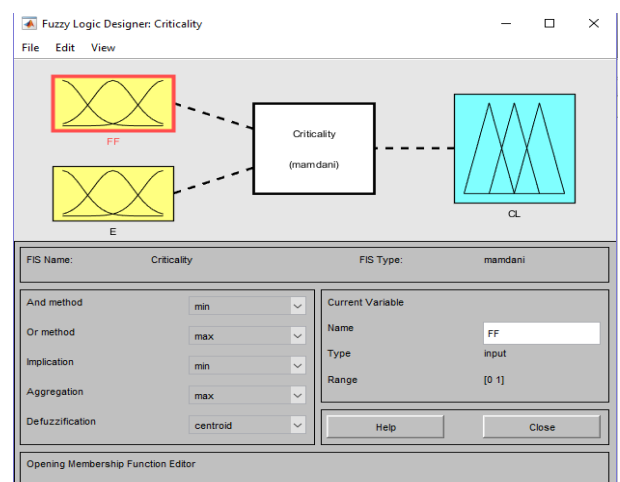 Fuzzy Logic Designer: Criticality
File Edit View
FF
Criticality
(mamdani)
E
CL
FIS Name: Criticality FIS Type: mamdani
And method min
Or method max
Implication min
Aggregation max
Defuzzification centroid
Current Variable
Name FF
Type input
Range [0 1]
Help Close
Opening Membership Function Editor